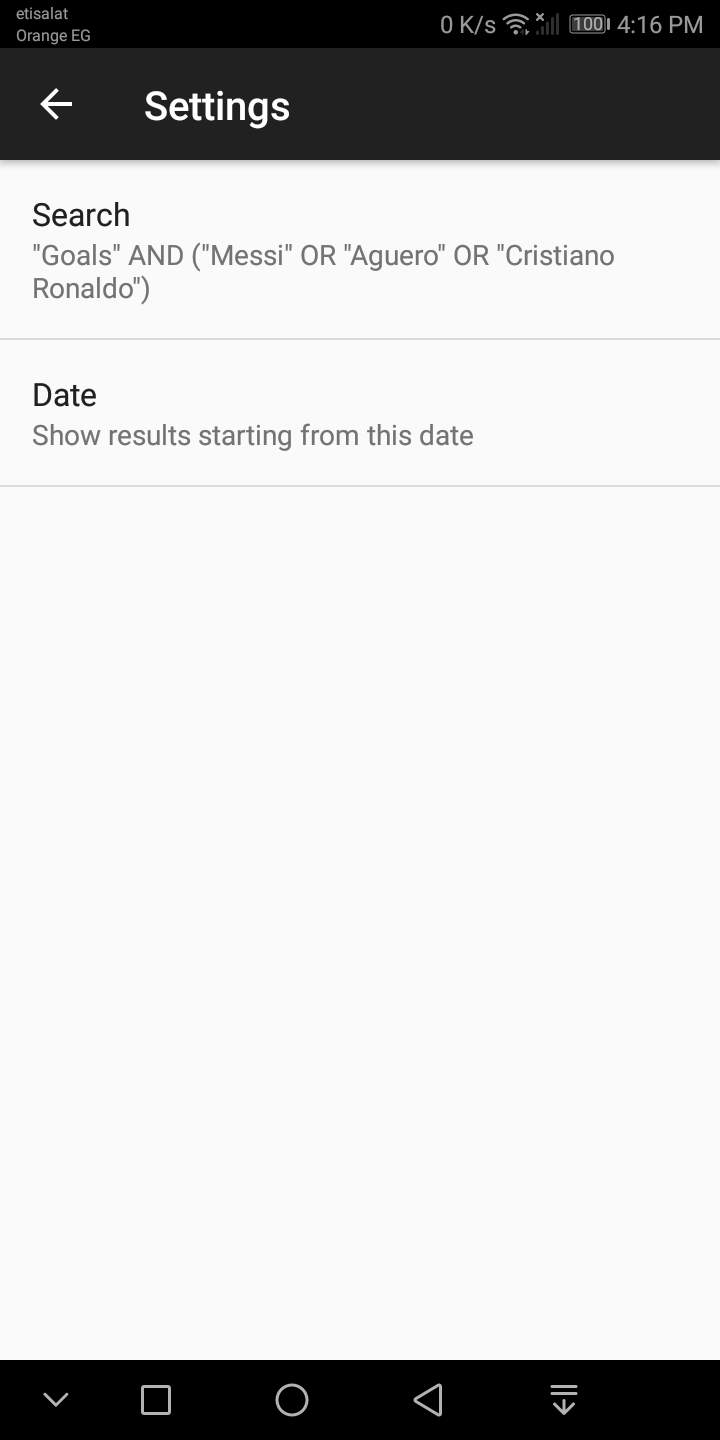 etisalat
Orange EG
0 K/s 100 4:16 PM
Settings
Search
"Goals" AND ("Messi" OR "Aguero" OR "Cristiano
Ronaldo")
Date
Show results starting from this date